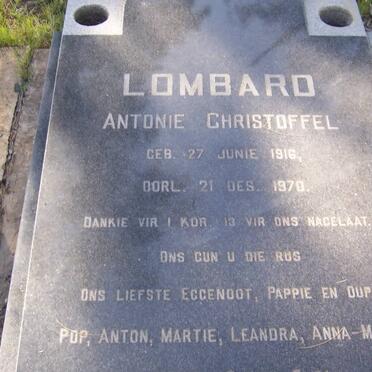 LOMBARD
ANTONIE CHRISTOFFEL
GEB. 27 JUNIE 1916,
OORL. 21 DES. 1970.
DANKIE VIR I KOR. 13 VIR ONS NAGELAAT.
ONS GUN U DIE RUS
ONS LIEFSTE EGGENOOT, PAPPIE EN OUP
POP, ANTON, MARTIE, LEANDRA, ANNA-M